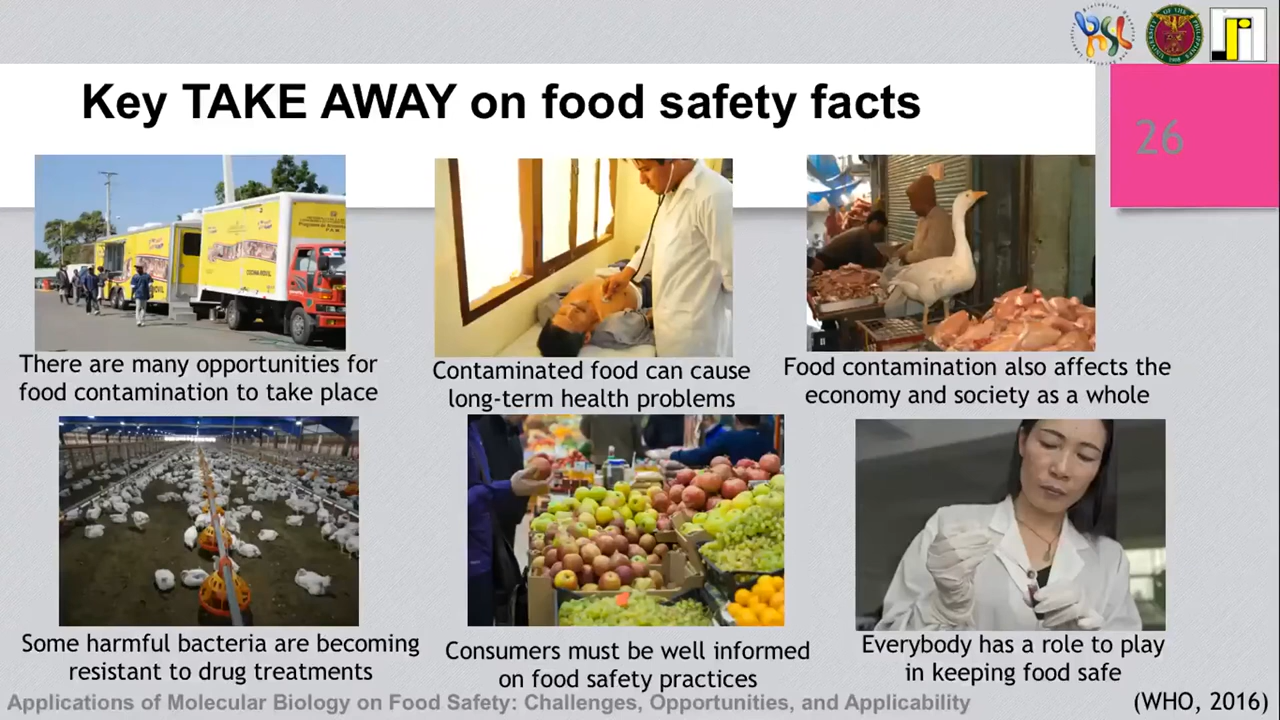 Key TAKE AWAY on food safety facts
26
There are many opportunities for
food contamination to take place
Contaminated food can cause
long-term health problems
Food contamination also affects the
economy and society as a whole
Some harmful bacteria are becoming
resistant to drug treatments
Consumers must be well informed
on food safety practices
Everybody has a role to play
in keeping food safe
Applications of Molecular Biology on Food Safety: Challenges, Opportunities, and Applicability
(WHO, 2016)